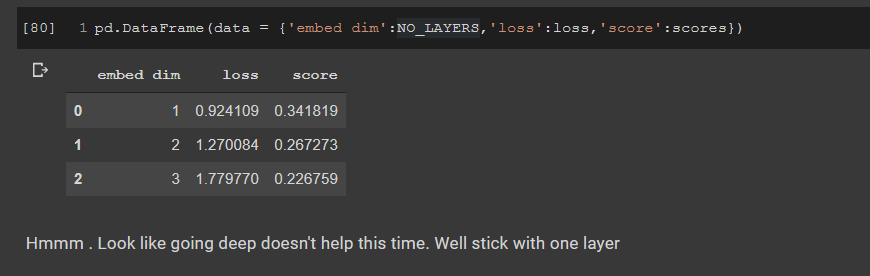 [80] 1 pd.DataFrame(data = {'embed dim':NO_LAYERS,'loss':loss,'score':scores})
embed dim loss score
0 1 0.924109 0.341819
1 2 1.270084 0.267273
2 3 1.779770 0.226759
Hmmm . Look like going deep doesn't help this time. Well stick with one layer